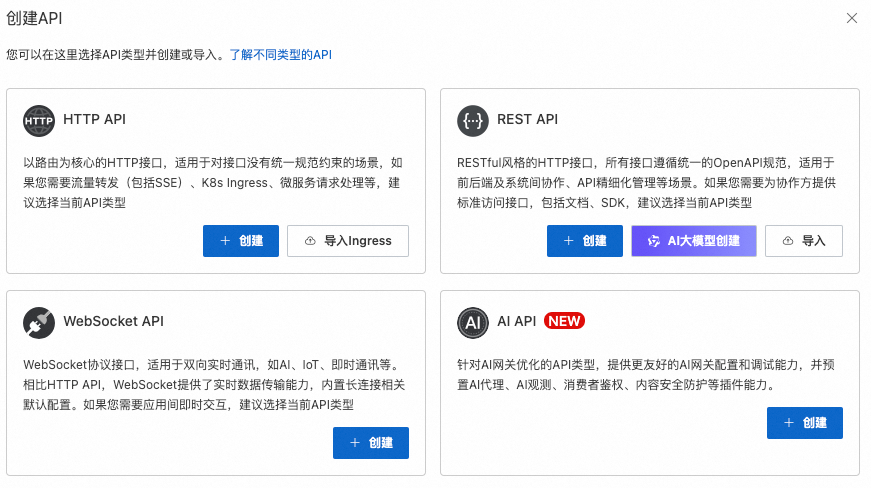 创建API
您可以在这里选择API类型并创建或导入。了解不同类型的API
HTTP
HTTP API
以路由为核心的HTTP接口，适用于对接口没有统一规范约束的场景，如
果您需要流量转发（包括SSE）、K8s Ingress、微服务请求处理等，建
议选择当前API类型
创建
导入Ingress
REST API
RESTful风格的HTTP接口，所有接口遵循统一的OpenAPI规范，适用于
前后端及系统间协作、API精细化管理等场景。如果您需要为协作方提供
标准访问接口，包括文档、SDK，建议选择当前API类型
创建
AI大模型创建
导入
WebSocket API
WebSocket协议接口，适用于双向实时通讯，如AI、IoT、即时通讯等。
相比HTTP API，WebSocket提供了实时数据传输能力，内置长连接相关
默认配置。如果您需要应用间即时交互，建议选择当前API类型
创建
AI
AI API NEW
针对AI网关优化的API类型，提供更友好的AI网关配置和调试能力，并预
置AI代理、AI观测、消费者鉴权、内容安全防护等插件能力。
创建